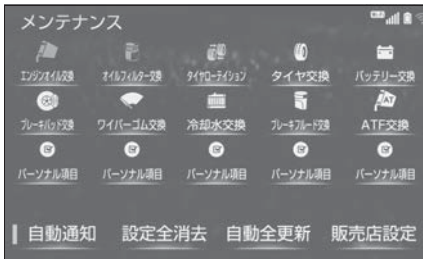 メンテナンス
エンジンオイル交換 オイルフィルター交換 タイヤローテイション タイヤ交換 バッテリー交換
ブレーキパッド交換 ワイパーゴム交換 冷却水交換 ブレーキフルード交換 ATF交換
パーソナル項目 パーソナル項目 パーソナル項目 パーソナル項目 パーソナル項目
自動通知 設定全消去 自動全更新 販売店設定